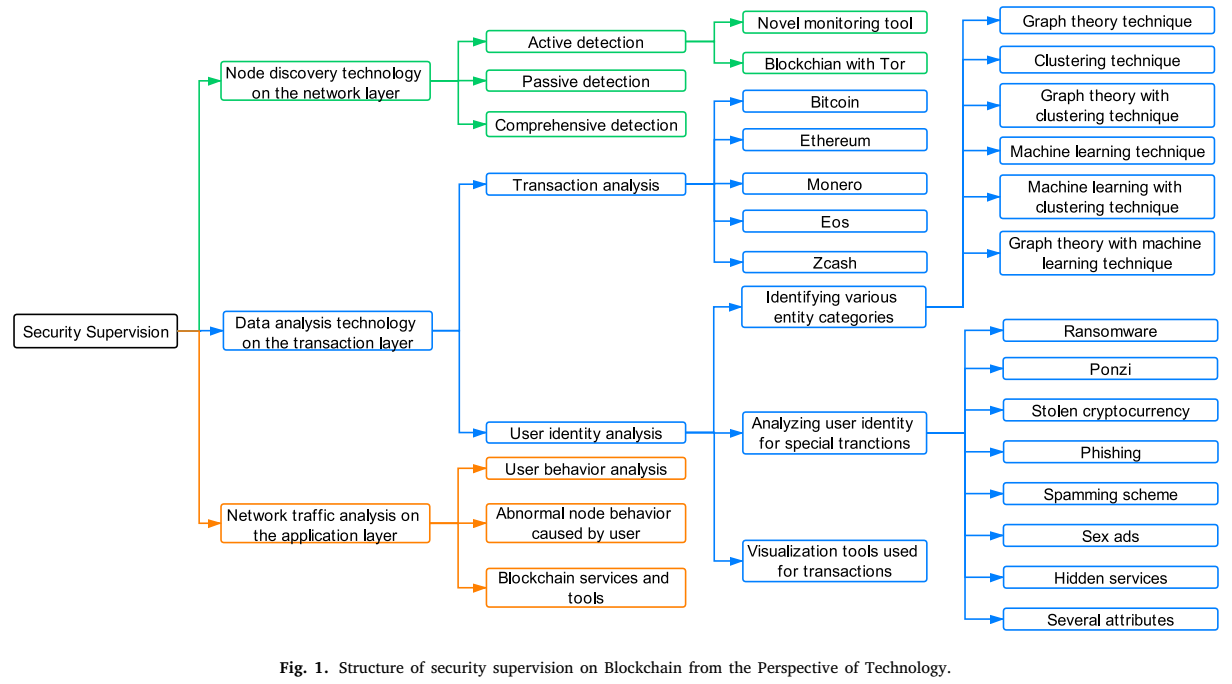 Security Supervision
Node discovery technology
on the network layer
Active detection
Novel monitoring tool
Blockchian with Tor
Passive detection
Comprehensive detection
Data analysis technology
on the transaction layer
Transaction analysis
Bitcoin
Ethereum
Monero
Eos
Zcash
User identity analysis
Identifying various
entity categories
Graph theory technique
Clustering technique
Graph theory with
clustering technique
Machine learning technique
Machine learning with
clustering technique
Graph theory with machine
learning technique
Analyzing user identity
for special tranctions
Ransomware
Ponzi
Stolen cryptocurrency
Phishing
Spamming scheme
Sex ads
Hidden services
Several attributes
Visualization tools used
for transactions
Network traffic analysis on
the application layer
User behavior analysis
Abnormal node behavior
caused by user
Blockchain services and
tools
Fig. 1. Structure of security supervision on Blockchain from the Perspective of Technology.